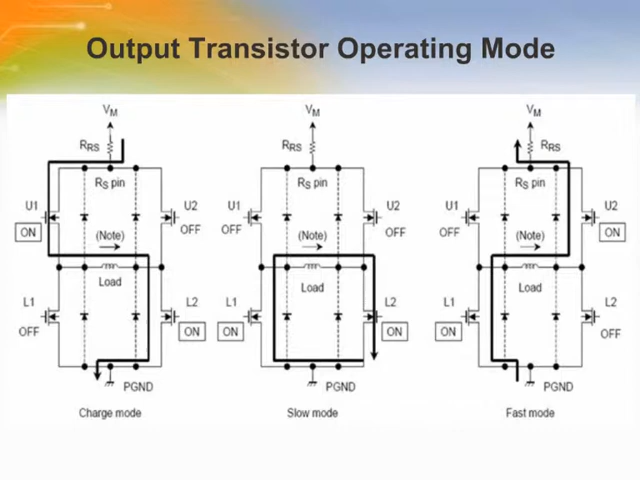 Output Transistor Operating Mode
VM
RRS
RS pin
U1
ON
U2
OFF
(Note)
Load
L1
OFF
L2
ON
PGND
Charge mode
VM
RRS
RS pin
U1
OFF
U2
OFF
(Note)
Load
L1
ON
L2
ON
PGND
Slow mode
VM
RRS
RS pin
U1
OFF
U2
ON
(Note)
Load
L1
ON
L2
OFF
PGND
Fast mode